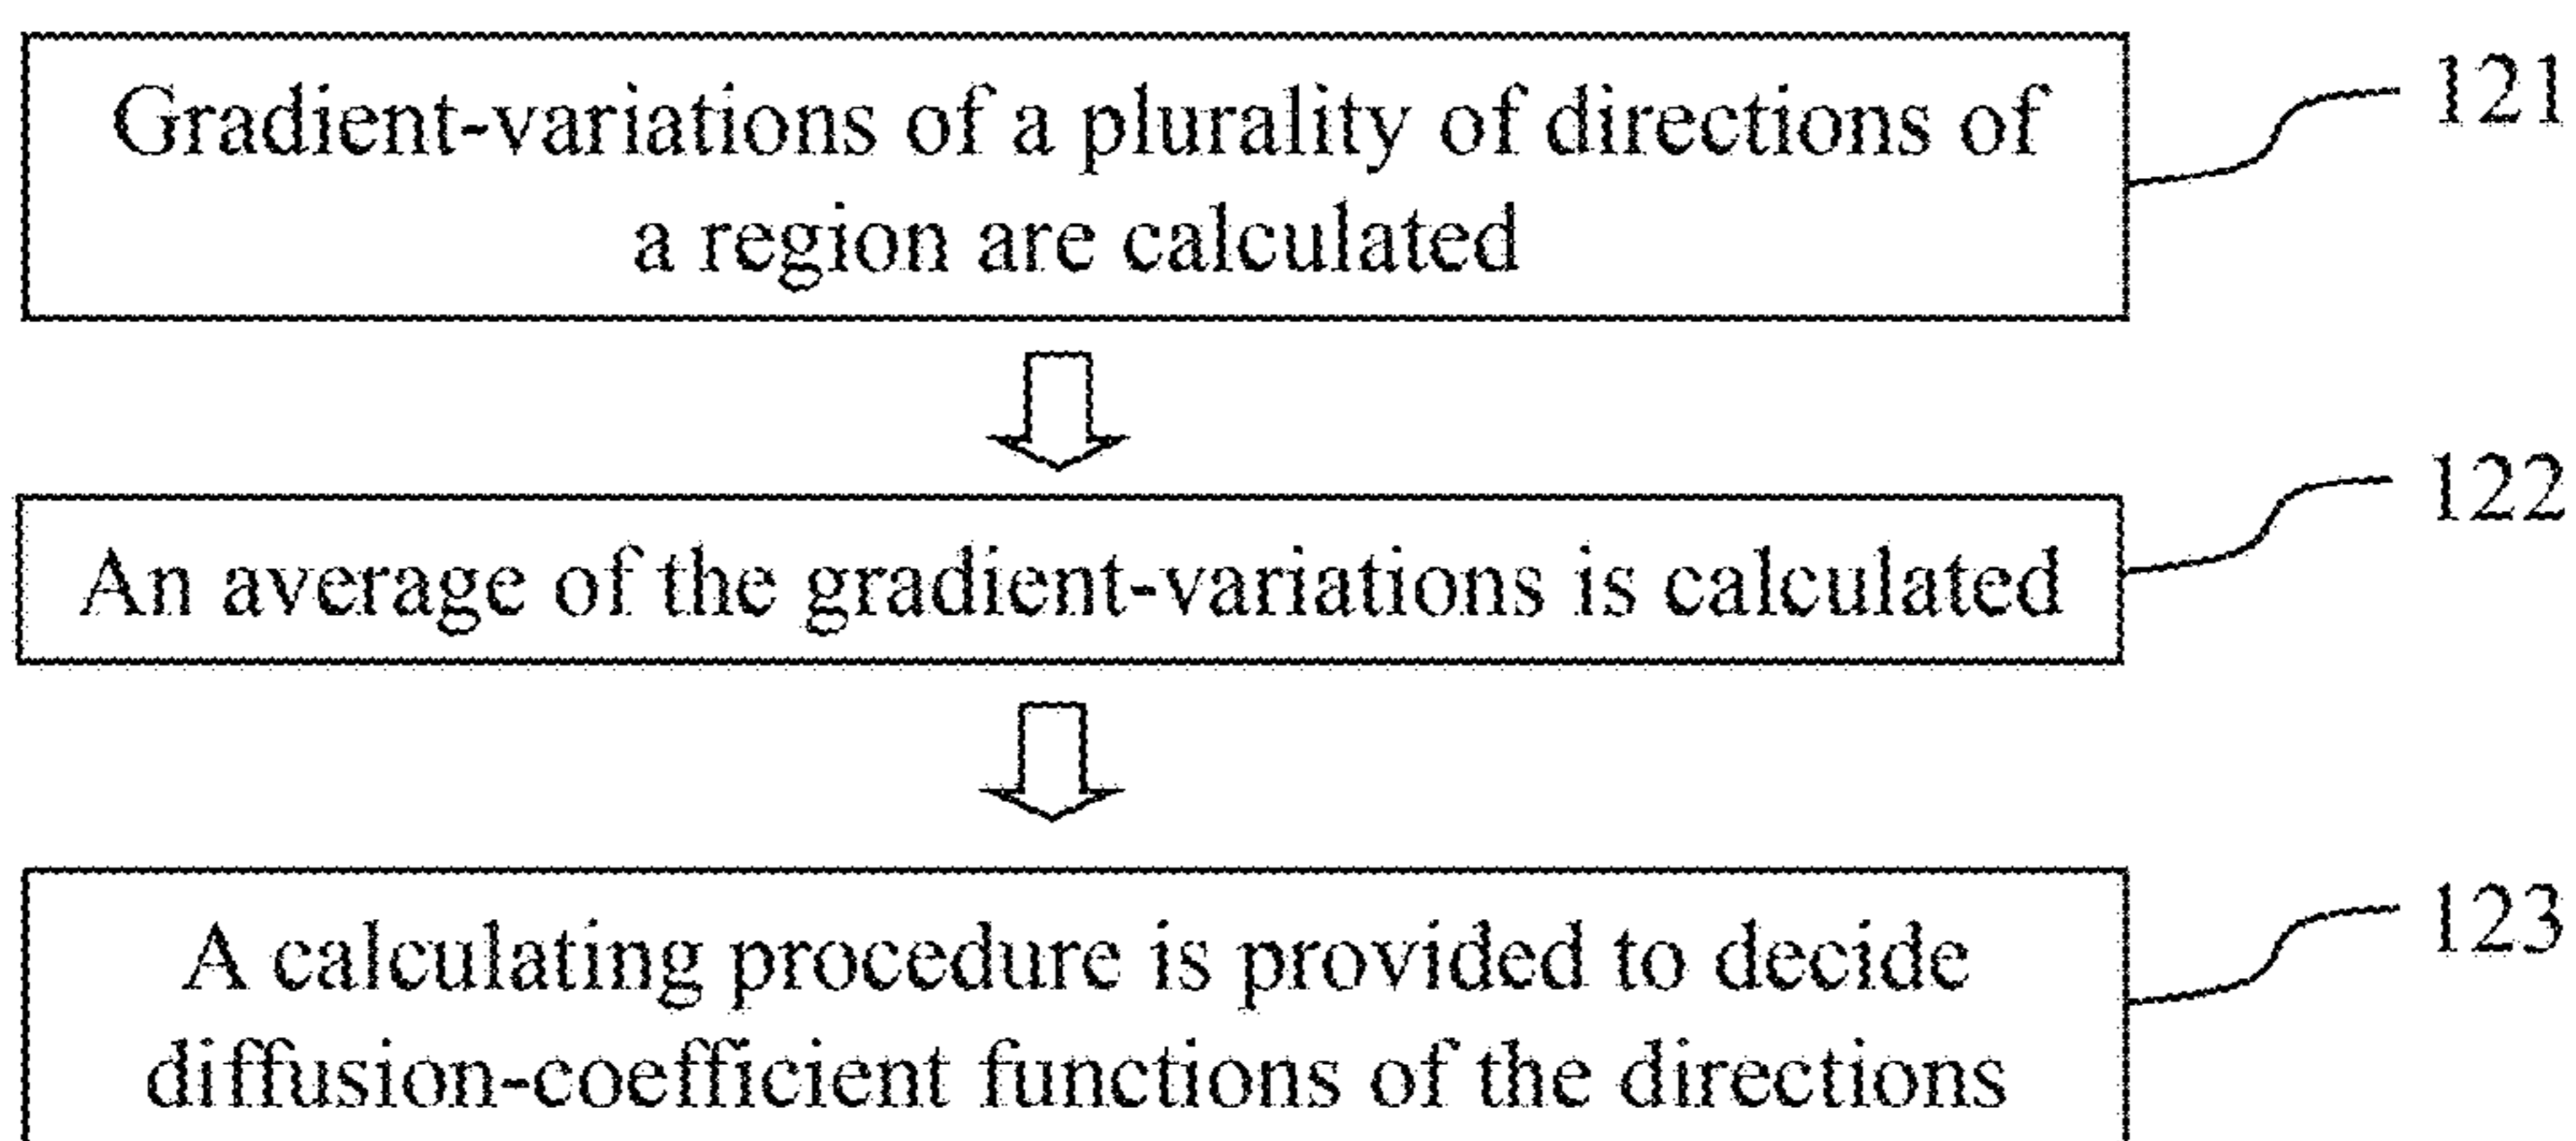 Gradient-variations of a plurality of directions of
a region are calculated
121
An average of the gradient-variations is calculated
122
A calculating procedure is provided to decide
diffusion-coefficient functions of the directions
123